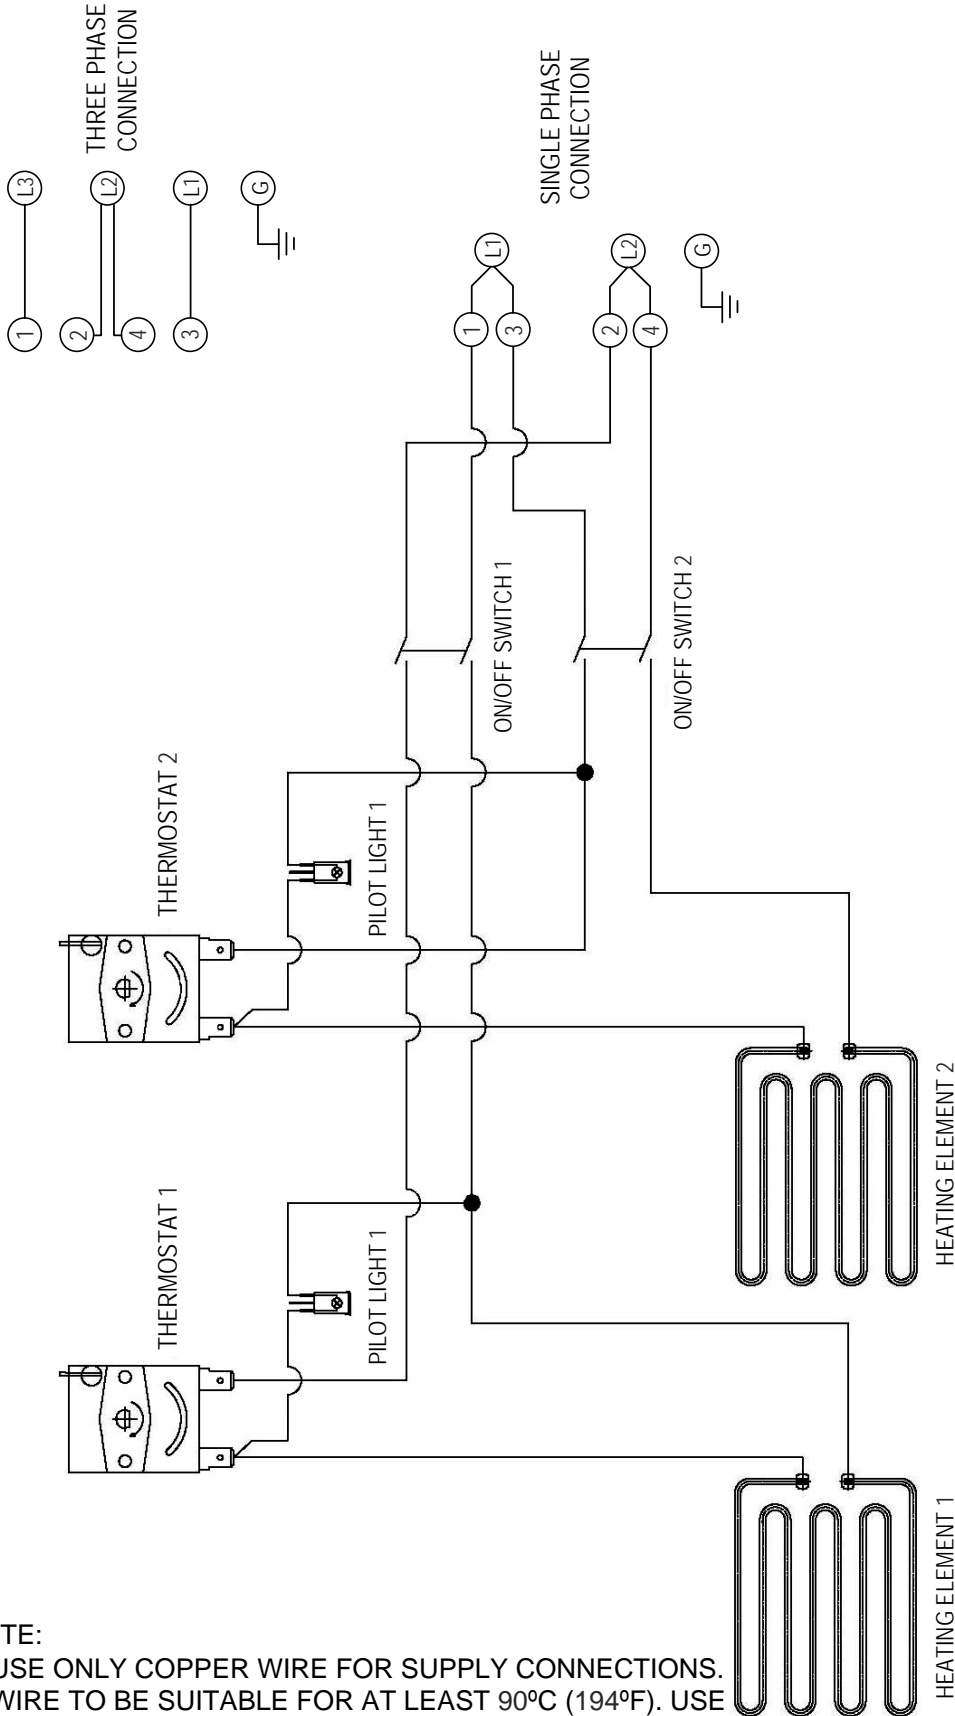 L3
L2
L1
G
THREE PHASE
CONNECTION
1
2
4
3
SINGLE PHASE
CONNECTION
L1
L2
G
1
3
2
4
ON/OFF SWITCH 1
ON/OFF SWITCH 2
THERMOSTAT 2
PILOT LIGHT 1
THERMOSTAT 1
PILOT LIGHT 1
HEATING ELEMENT 2
HEATING ELEMENT 1
TE:
USE ONLY COPPER WIRE FOR SUPPLY CONNECTIONS.
WIRE TO BE SUITABLE FOR AT LEAST 90ºC (194ºF). USE